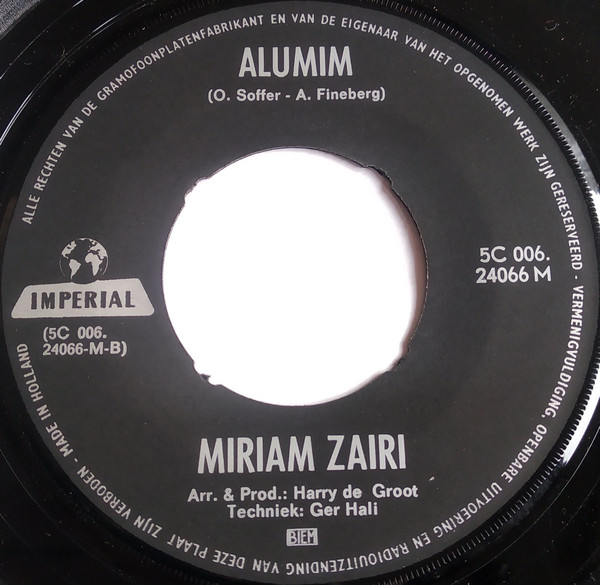 ALLE RECHTEN VAN DE GRAMOFOONPLATENFABRIKANT EN VAN DE EIGENAAR VAN HET OPGENOMEN WERK ZIJN GERESERVEERD - VERMENIGVULDIGING, OPENBARE UITVOERING EN RADIOUITZENDING VAN DEZE PLAAT ZIJN VERBODEN MADE IN HOLLAND
ALUMIM
(O. Soffer - A. Fineberg)
5C 006.
24066 M
IMPERIAL
(5C 006.
24066-M-B)
MIRIAM ZAIRI
Arr. & Prod.: Harry de Groot
Techniek: Ger Hali
BIEM